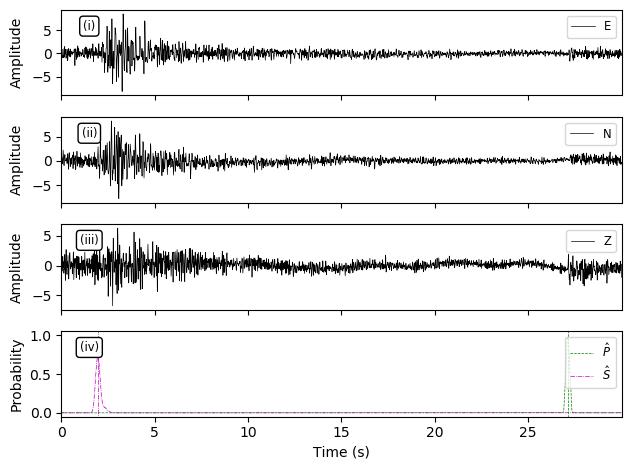 (i)
E
Amplitude
5
0
−5
(ii)
N
Amplitude
5
0
−5
(iii)
Z
Amplitude
5
0
−5
(iv)
P̂
Ŝ
Probability
1.0
0.5
0.0
0 5 10 15 20 25
Time (s)